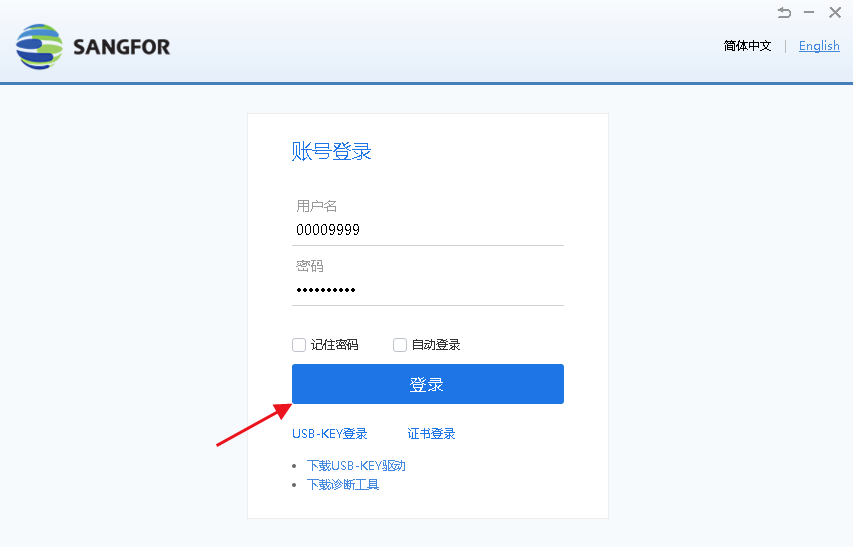 SANGFOR
简体中文 | English
账号登录
用户名
00009999
密码
••••••••••
记住密码 自动登录
登录
USB-KEY登录 证书登录
下载USB-KEY驱动
下载诊断工具